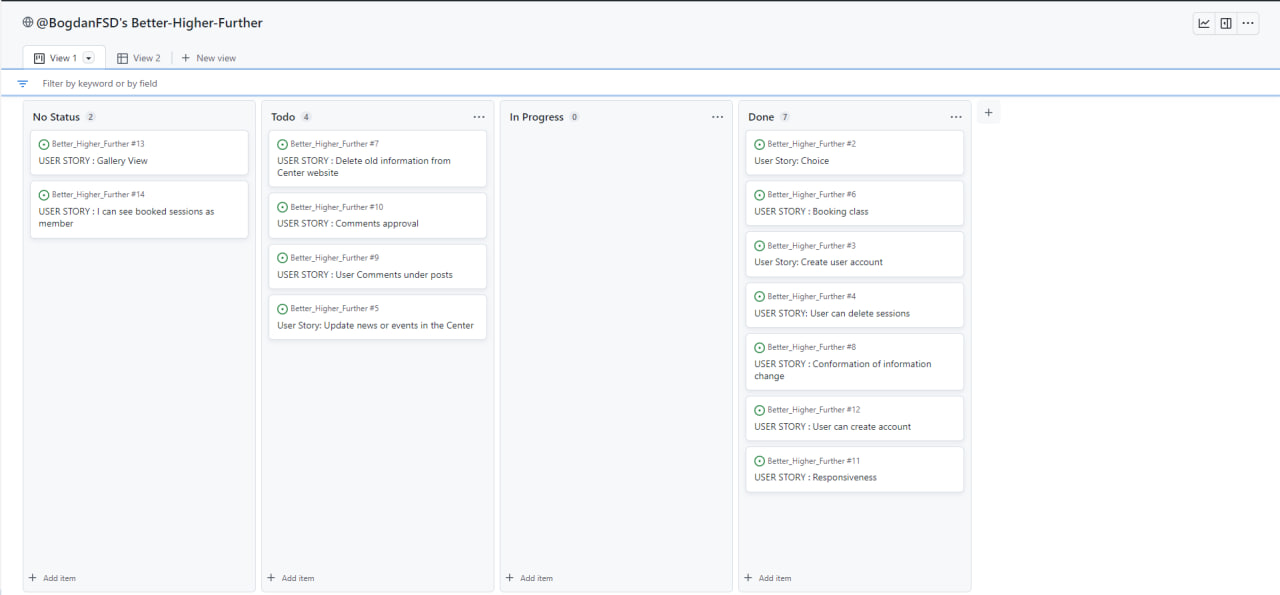 @BogdanFSD's Better-Higher-Further
View 1
View 2
New view
Filter by keyword or by field
No Status 2
Better_Higher_Further #13
USER STORY : Gallery View
Better_Higher_Further #14
USER STORY : I can see booked sessions as
member
Add item
Todo 4
Better_Higher_Further #7
USER STORY : Delete old information from
Center website
Better_Higher_Further #10
USER STORY : Comments approval
Better_Higher_Further #9
USER STORY : User Comments under posts
Better_Higher_Further #5
User Story: Update news or events in the Center
Add item
In Progress 0
Add item
Done 7
Better_Higher_Further #2
User Story: Choice
Better_Higher_Further #6
USER STORY : Booking class
Better_Higher_Further #3
User Story: Create user account
Better_Higher_Further #4
USER STORY: User can delete sessions
Better_Higher_Further #8
USER STORY : Conformation of information
change
Better_Higher_Further #12
USER STORY : User can create account
Better_Higher_Further #11
USER STORY : Responsiveness
Add item